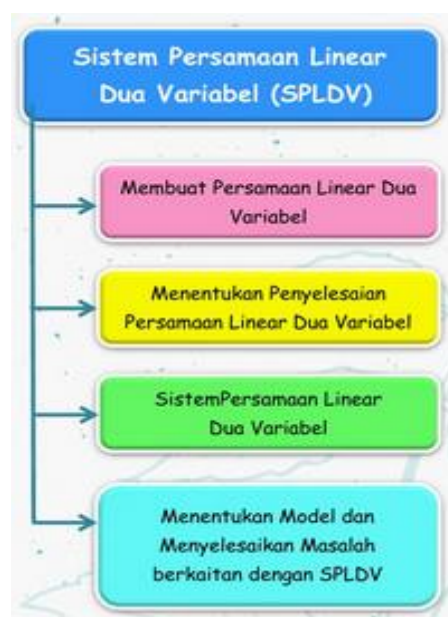 Sistem Persamaan Linear
Dua Variabel (SPLDV)
Membuat Persamaan Linear Dua
Variabel
Menentukan Penyelesaian
Persamaan Linear Dua Variabel
SistemPersamaan Linear
Dua Variabel
Menentukan Model dan
Menyelesaikan Masalah
berkaitan dengan SPLDV